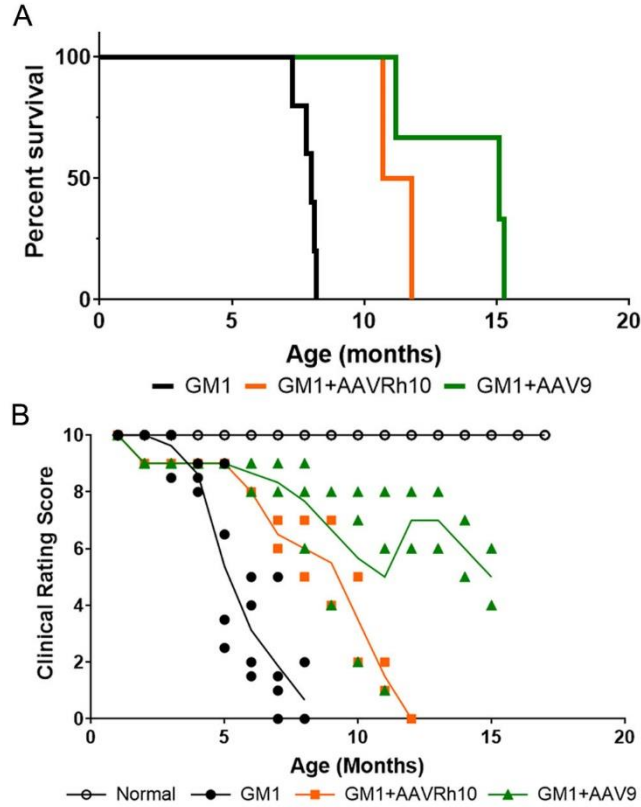 A
Percent survival
100
50
0
0 5 10 15 20
Age (months)
GM1 GM1+AAVRh10 GM1+AAV9
B
Clinical Rating Score
10
8
6
4
2
0
0 5 10 15 20
Age (Months)
Normal GM1 GM1+AAVRh10 GM1+AAV9